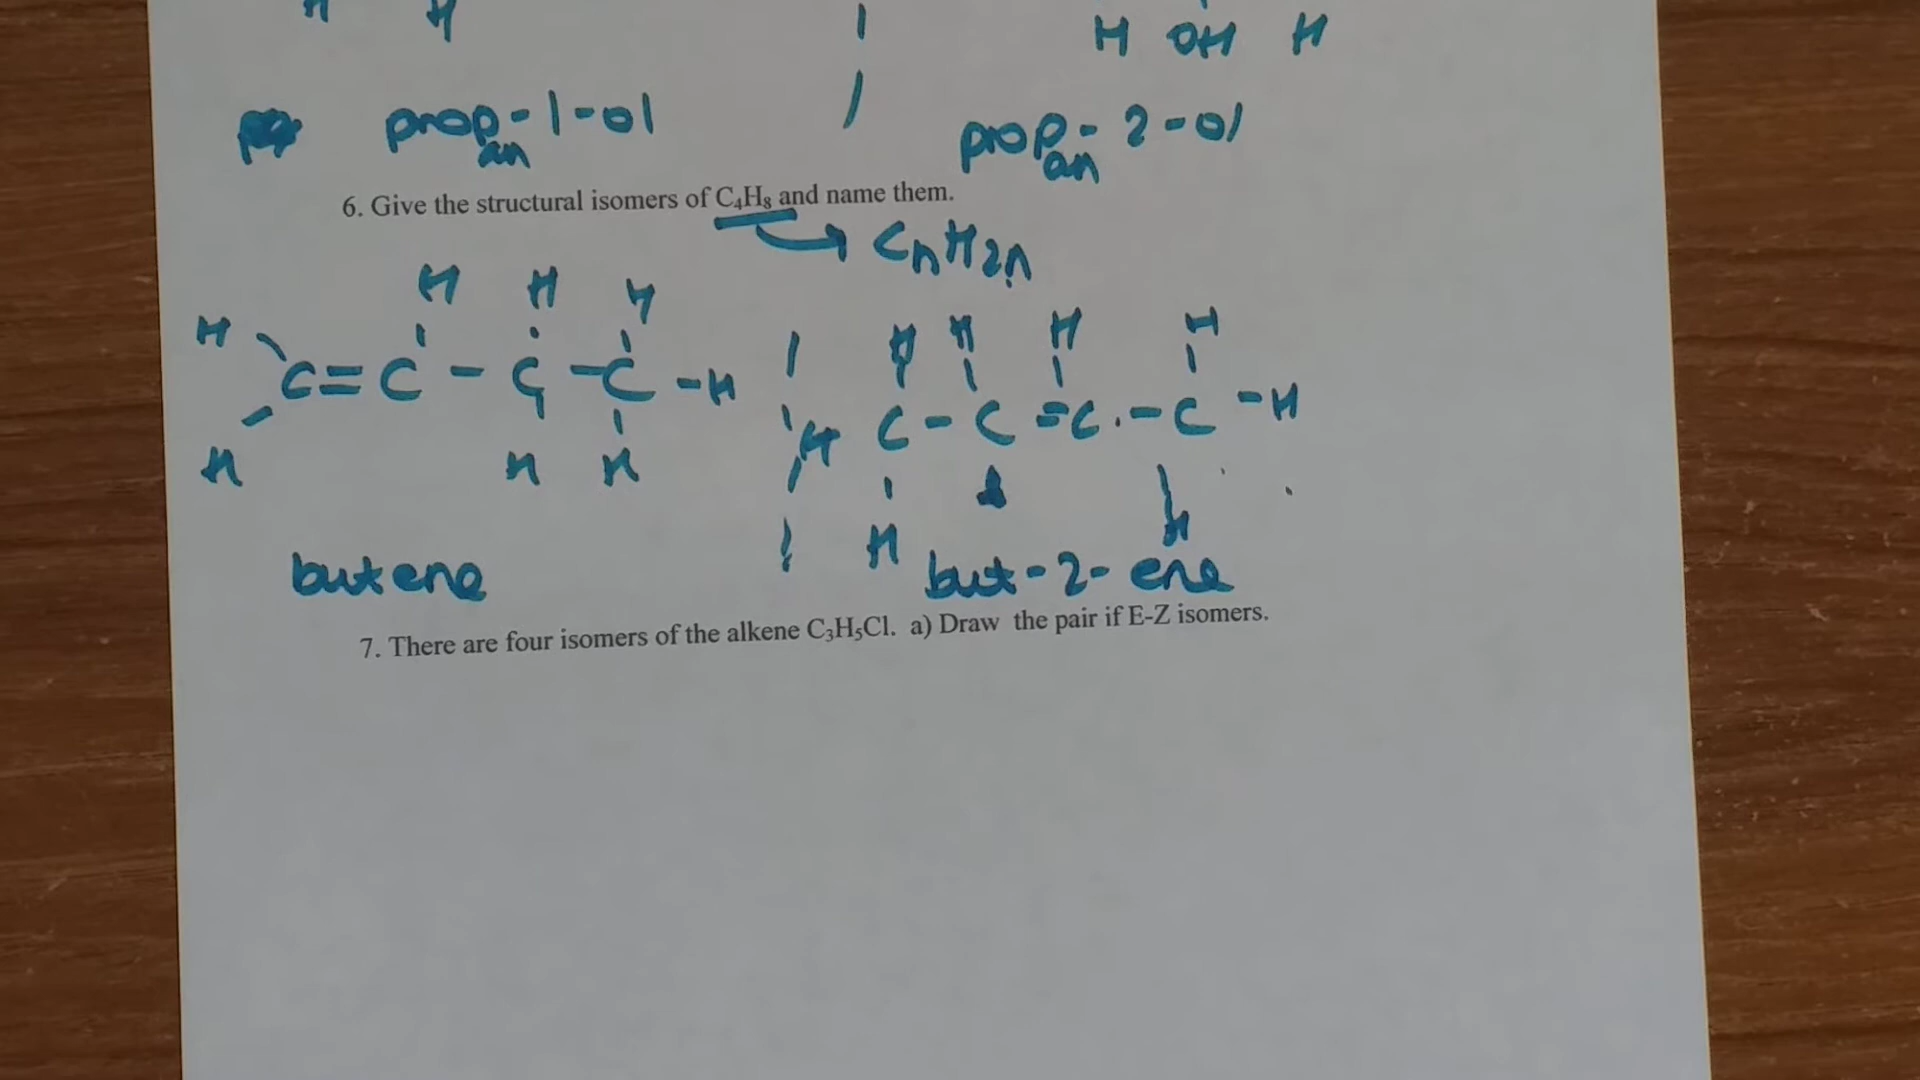 H H H OH H
prop-1-ol prop-2-ol
an an
6. Give the structural isomers of C₄H₈ and name them.
CnH2n
H H H H H H H
H
C=C-C-C-H H C-C=C-C-H
H H H H H
butene but-2-ene
7. There are four isomers of the alkene C₃H₅Cl. a) Draw the pair if E-Z isomers.